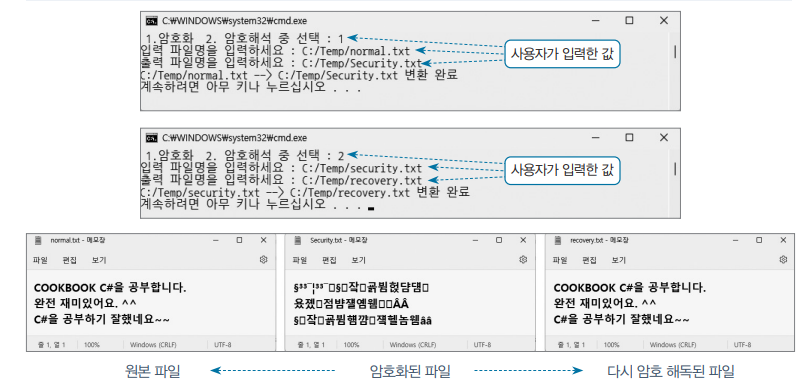 C:₩WINDOWS₩system32₩cmd.exe
1.암호화 2. 암호해석 중 선택 : 1
입력 파일명을 입력하세요 : C:/Temp/normal.txt
출력 파일명을 입력하세요 : C:/Temp/Security.txt
C:/Temp/normal.txt --> C:/Temp/Security.txt 변환 완료
계속하려면 아무 키나 누르십시오 . . .
사용자가 입력한 값
C:₩WINDOWS₩system32₩cmd.exe
1.암호화 2. 암호해석 중 선택 : 2
입력 파일명을 입력하세요 : C:/Temp/security.txt
출력 파일명을 입력하세요 : C:/Temp/recovery.txt
C:/Temp/security.txt --> C:/Temp/recovery.txt 변환 완료
계속하려면 아무 키나 누르십시오 . . .
사용자가 입력한 값
normal.txt - 메모장
파일 편집 보기
COOKBOOK C#을 공부합니다.
완전 재미있어요. ^^
C#을 공부하기 잘했네요~~
줄 1, 열 1 100% Windows (CRLF) UTF-8
Security.txt - 메모장
파일 편집 보기
줄 1, 열 1 100% Windows (CRLF) UTF-8
recovery.txt - 메모장
파일 편집 보기
COOKBOOK C#을 공부합니다.
완전 재미있어요. ^^
C#을 공부하기 잘했네요~~
줄 1, 열 1 100% Windows (CRLF) UTF-8
원본 파일 암호화된 파일 다시 암호 해독된 파일